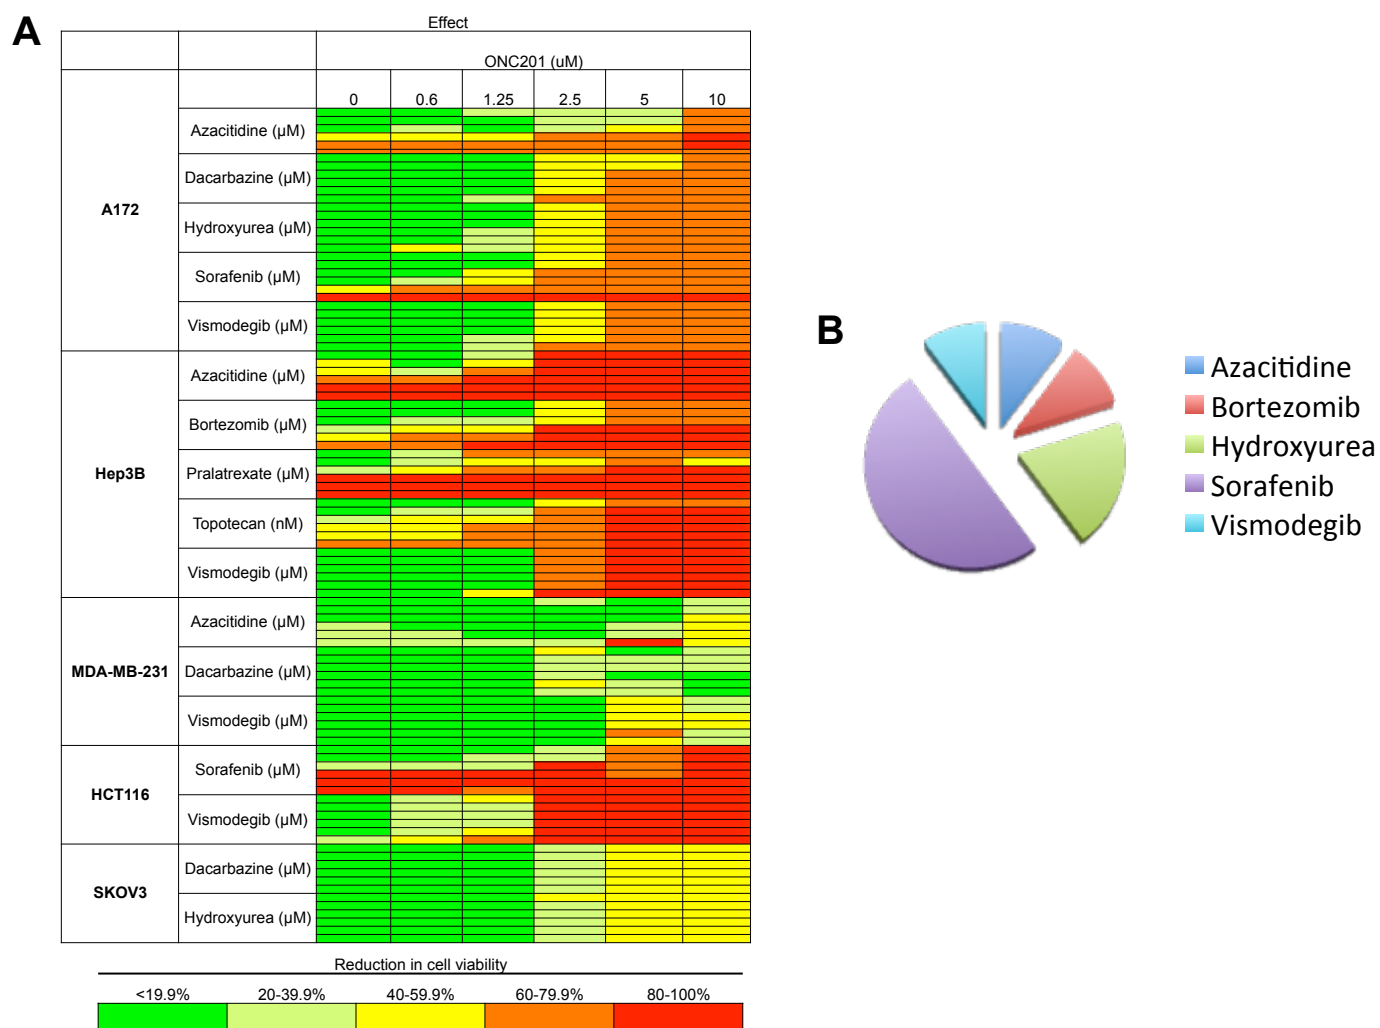 A
Effect
ONC201 (uM)
0 0.6 1.25 2.5 5 10
A172
Azacitidine (µM)
Dacarbazine (µM)
Hydroxyurea (µM)
Sorafenib (µM)
Vismodegib (µM)
Hep3B
Azacitidine (µM)
Bortezomib (µM)
Pralatrexate (µM)
Topotecan (nM)
Vismodegib (µM)
MDA-MB-231
Azacitidine (µM)
Dacarbazine (µM)
Vismodegib (µM)
HCT116
Sorafenib (µM)
Vismodegib (µM)
SKOV3
Dacarbazine (µM)
Hydroxyurea (µM)
Reduction in cell viability
<19.9% 20-39.9% 40-59.9% 60-79.9% 80-100%
B
Azacitidine
Bortezomib
Hydroxyurea
Sorafenib
Vismodegib